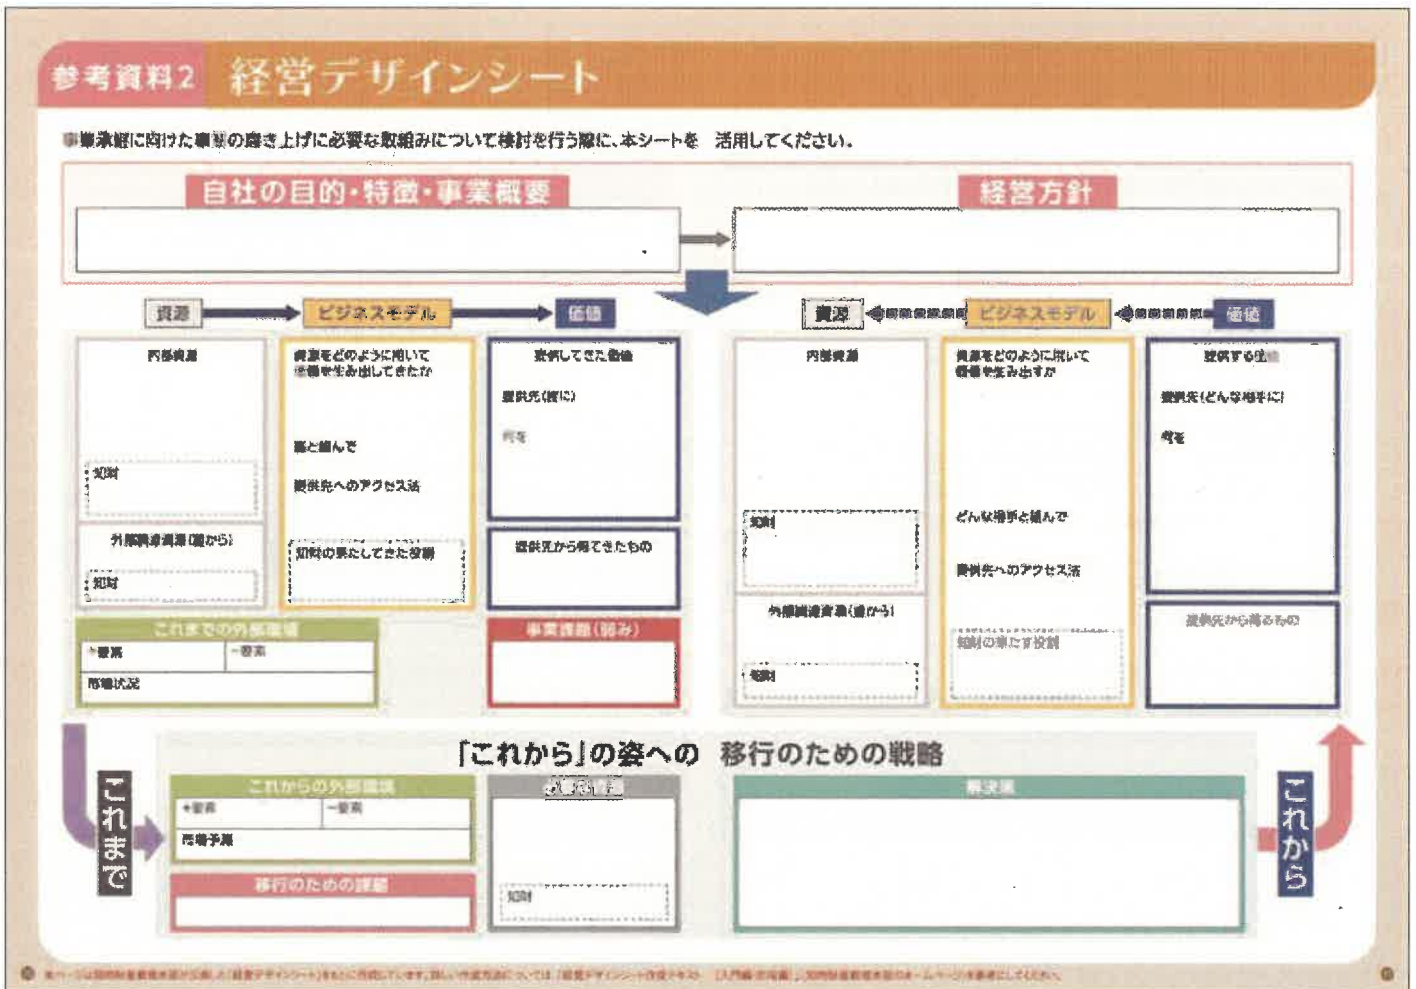 参考資料2 経営デザインシート
事業承継に向けた事業の磨き上げに必要な取組みについて検討を行う際に、本シートを 活用してください。
自社の目的・特徴・事業概要
経営方針
資源
ビジネスモデル
価値
内部資源
知財
外部調達資源(誰から)
知財
資源をどのように用いて
価値を生み出してきたか
誰と組んで
提供先へのアクセス法
知財の果たしてきた役割
提供してきた価値
提供先(誰に)
何を
提供先から得てきたもの
これまでの外部環境
+要素
−要素
市場状況
事業課題(弱み)
資源
ビジネスモデル
価値
内部資源
知財
外部調達資源(誰から)
知財
資源をどのように用いて
価値を生み出すか
どんな相手と組んで
提供先へのアクセス法
知財の果たす役割
提供する価値
提供先(どんな相手に)
何を
提供先から得るもの
「これから」の姿への 移行のための戦略
これまで
これからの外部環境
+要素
−要素
市場予測
移行のための課題
必要な資源
知財
解決策
これから